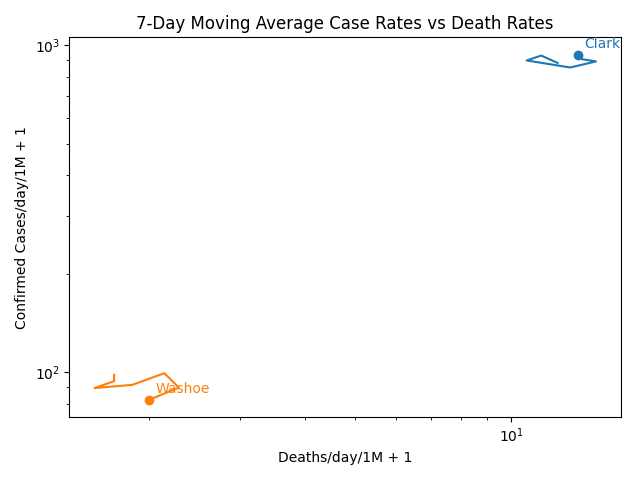 7-Day Moving Average Case Rates vs Death Rates
10³
Clark
Confirmed Cases/day/1M + 1
10²
Washoe
10¹
Deaths/day/1M + 1